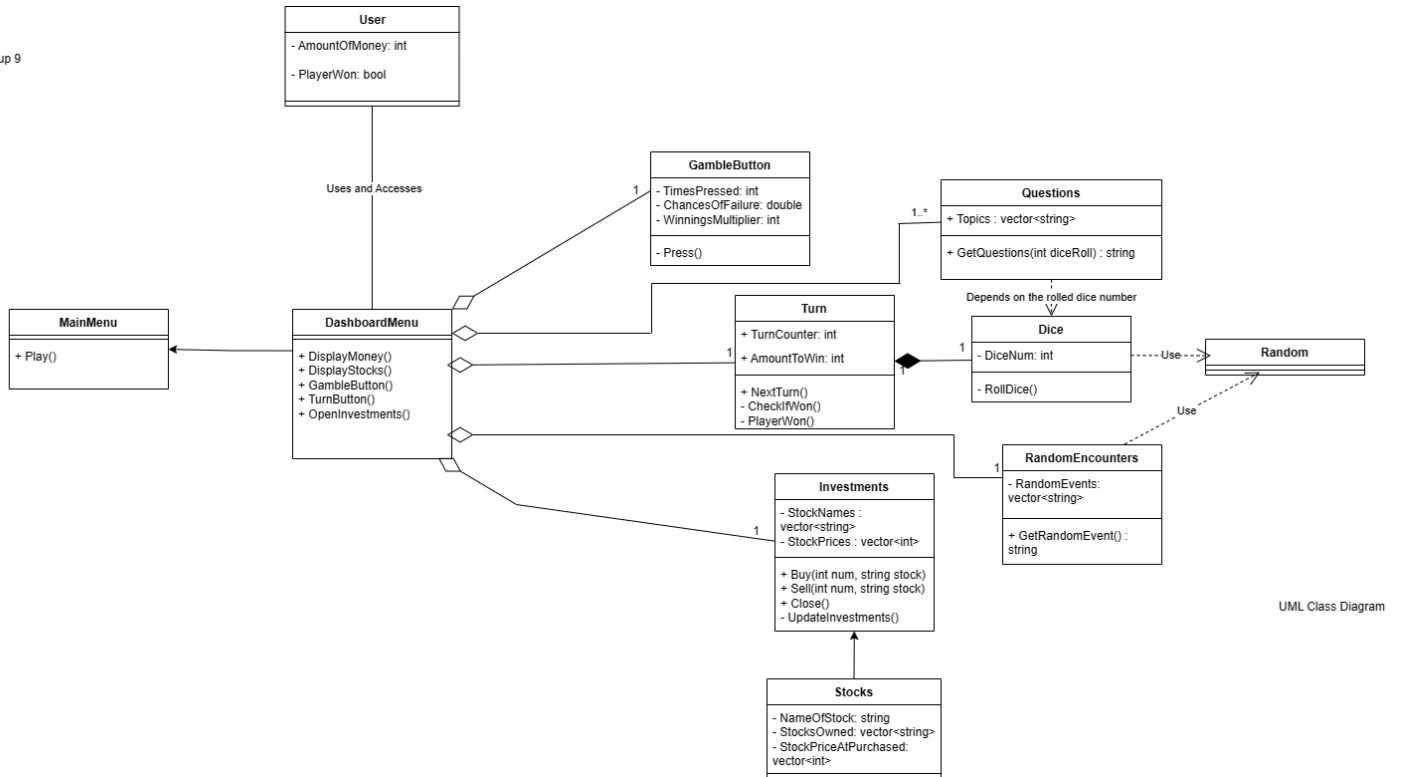 up 9
User
- AmountOfMoney: int
- PlayerWon: bool
Uses and Accesses
GambleButton
- TimesPressed: int
- ChancesOfFailure: double
- WinningsMultiplier: int
- Press()
1
Questions
+ Topics : vector<string>
+ GetQuestions(int diceRoll) : string
1..*
Depends on the rolled dice number
MainMenu
+ Play()
DashboardMenu
+ DisplayMoney()
+ DisplayStocks()
+ GambleButton()
+ TurnButton()
+ OpenInvestments()
Turn
+ TurnCounter: int
+ AmountToWin: int
+ NextTurn()
- CheckIfWon()
- PlayerWon()
1
1
1
Dice
- DiceNum: int
- RollDice()
Use
Random
Use
RandomEncounters
- RandomEvents:
vector<string>
+ GetRandomEvent() :
string
1
Investments
- StockNames :
vector<string>
- StockPrices : vector<int>
+ Buy(int num, string stock)
+ Sell(int num, string stock)
+ Close()
- UpdateInvestments()
1
UML Class Diagram
Stocks
- NameOfStock: string
- StocksOwned: vector<string>
- StockPriceAtPurchased:
vector<int>